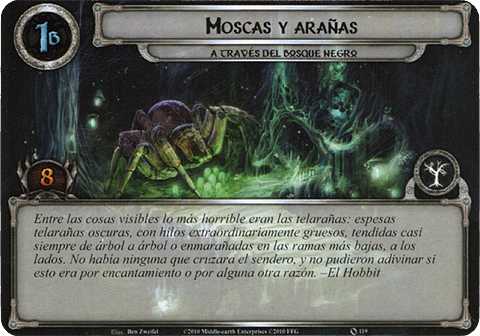 1B
Moscas y arañas
A través del Bosque Negro
8
Entre las cosas visibles lo más horrible eran las telarañas: espesas
telarañas oscuras, con hilos extraordinariamente gruesos, tendidas casi
siempre de árbol a árbol o enmarañadas en las ramas más bajas, a los
lados. No había ninguna que cruzara el sendero, y no pudieron adivinar si
esto era por encantamiento o por alguna otra razón. –El Hobbit
Ilus. Ben Zweifel ©2010 Middle-earth Enterprises ©2010 FFG 119